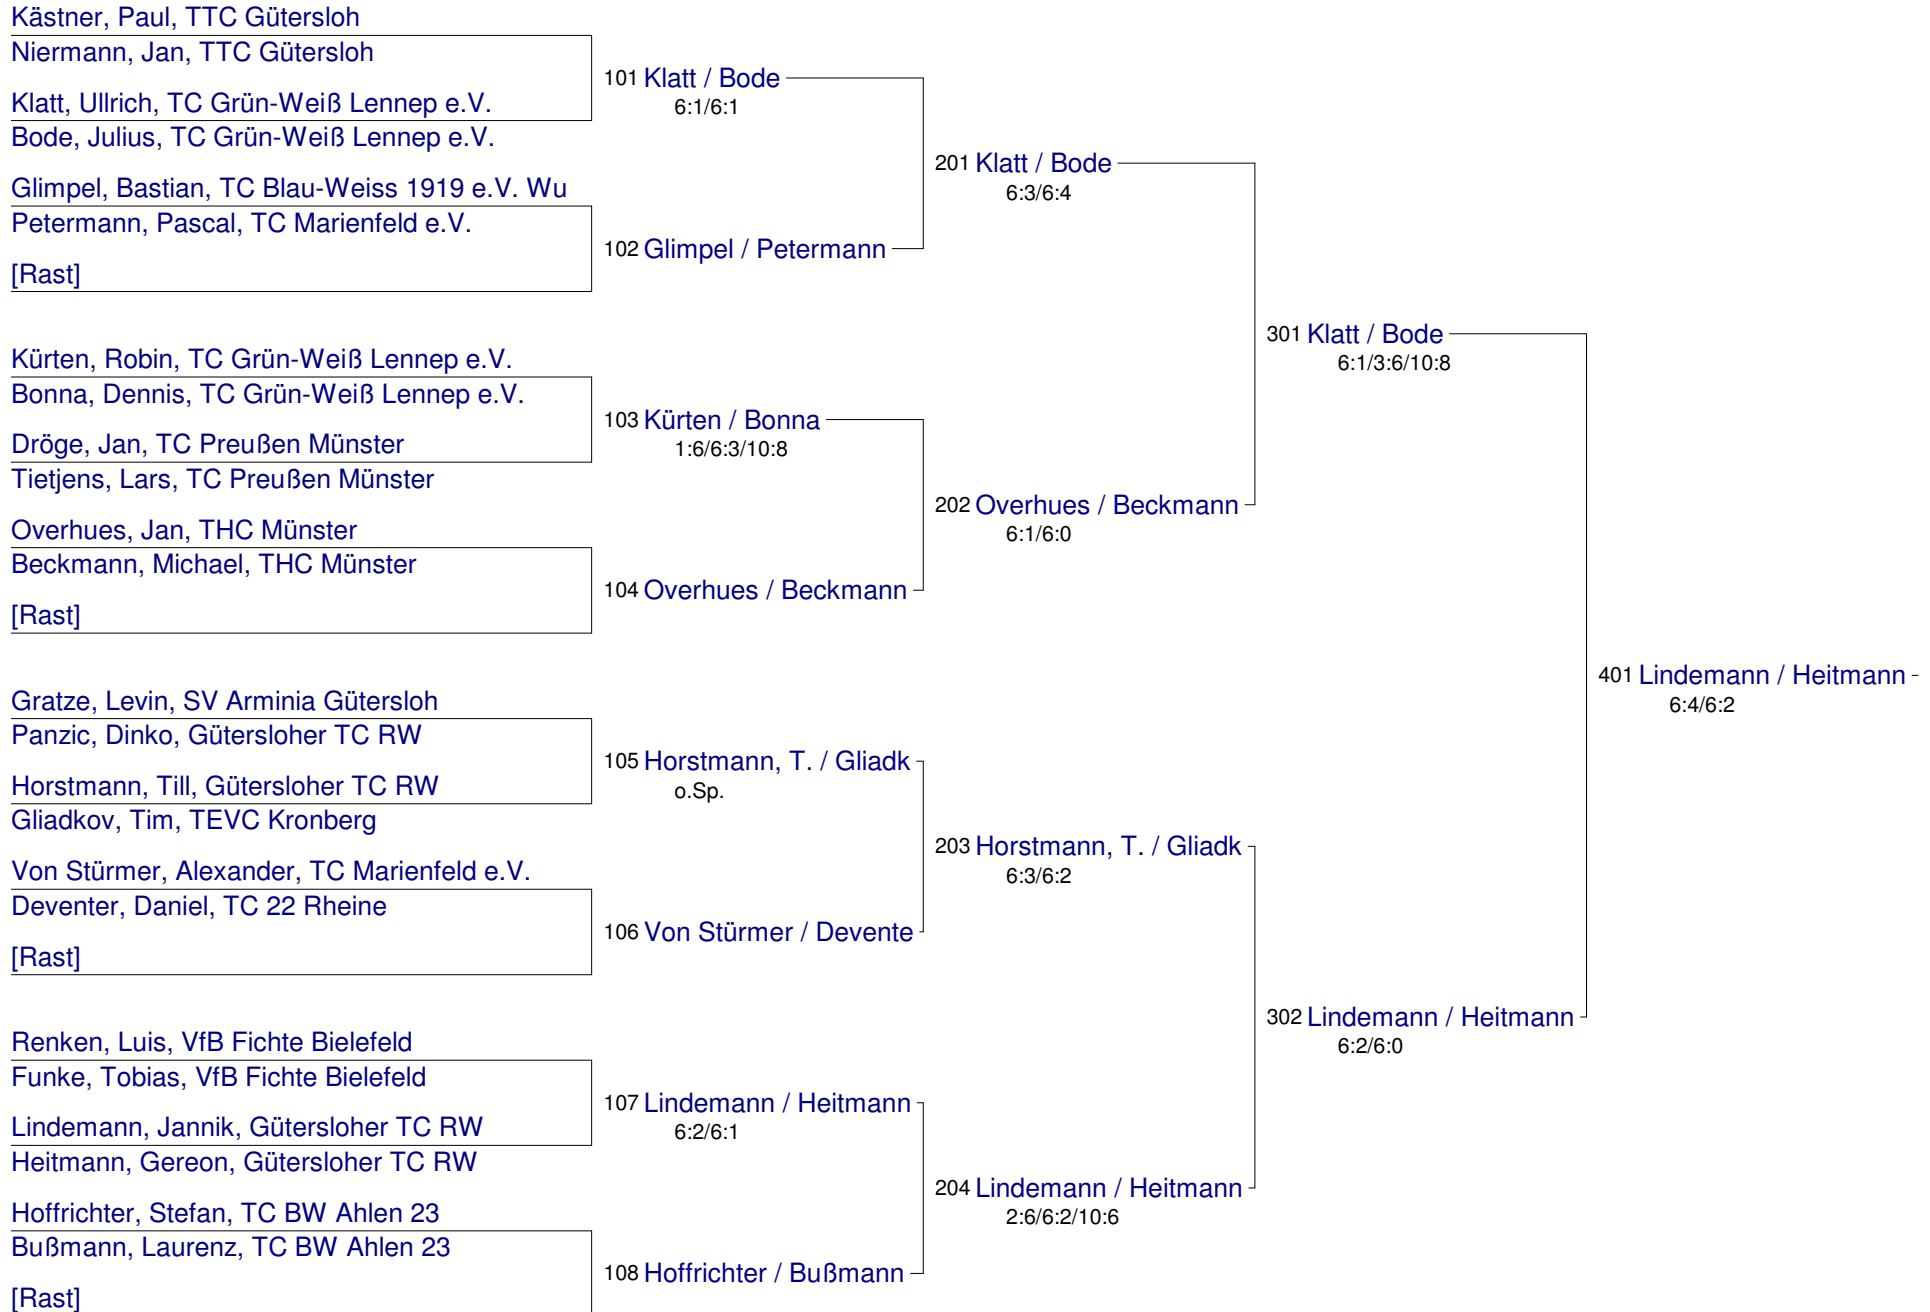 Kästner, Paul, TTC Gütersloh
Niermann, Jan, TTC Gütersloh
Klatt, Ullrich, TC Grün-Weiß Lennep e.V.
Bode, Julius, TC Grün-Weiß Lennep e.V.
Glimpel, Bastian, TC Blau-Weiss 1919 e.V. Wu
Petermann, Pascal, TC Marienfeld e.V.
[Rast]
Kürten, Robin, TC Grün-Weiß Lennep e.V.
Bonna, Dennis, TC Grün-Weiß Lennep e.V.
Dröge, Jan, TC Preußen Münster
Tietjens, Lars, TC Preußen Münster
Overhues, Jan, THC Münster
Beckmann, Michael, THC Münster
[Rast]
Gratze, Levin, SV Arminia Gütersloh
Panzic, Dinko, Gütersloher TC RW
Horstmann, Till, Gütersloher TC RW
Gliadkov, Tim, TEVC Kronberg
Von Stürmer, Alexander, TC Marienfeld e.V.
Deventer, Daniel, TC 22 Rheine
[Rast]
Renken, Luis, VfB Fichte Bielefeld
Funke, Tobias, VfB Fichte Bielefeld
Lindemann, Jannik, Gütersloher TC RW
Heitmann, Gereon, Gütersloher TC RW
Hoffrichter, Stefan, TC BW Ahlen 23
Bußmann, Laurenz, TC BW Ahlen 23
[Rast]
101 Klatt / Bode
6:1/6:1
102 Glimpel / Petermann
103 Kürten / Bonna
1:6/6:3/10:8
104 Overhues / Beckmann
105 Horstmann, T. / Gliadk
o.Sp.
106 Von Stürmer / Devente
107 Lindemann / Heitmann
6:2/6:1
108 Hoffrichter / Bußmann
201 Klatt / Bode
6:3/6:4
202 Overhues / Beckmann
6:1/6:0
203 Horstmann, T. / Gliadk
6:3/6:2
204 Lindemann / Heitmann
2:6/6:2/10:6
301 Klatt / Bode
6:1/3:6/10:8
302 Lindemann / Heitmann
6:2/6:0
401 Lindemann / Heitmann
6:4/6:2